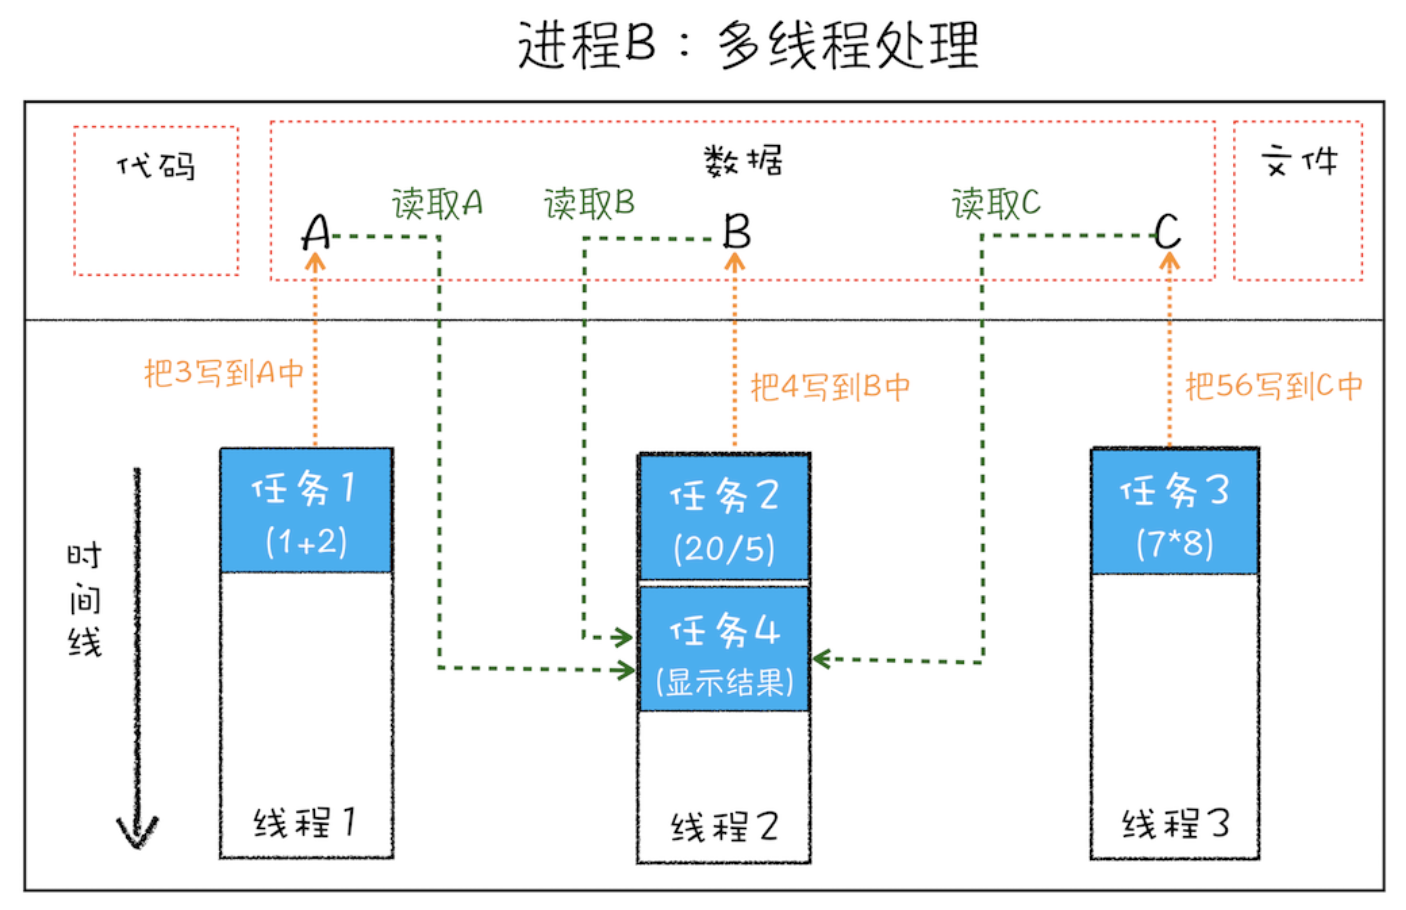 进程B：多线程处理
代码
数据
文件
读取A
读取B
读取C
A
B
C
把3写到A中
把4写到B中
把56写到C中
时间线
任务1
(1+2)
任务2
(20/5)
任务3
(7*8)
任务4
(显示结果)
线程1
线程2
线程3